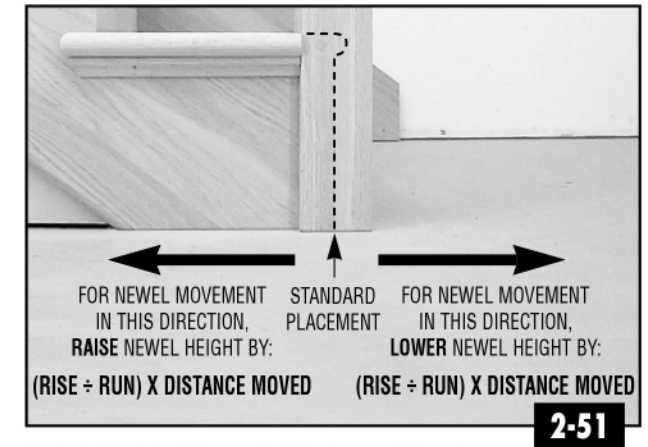 FOR NEWEL MOVEMENT
IN THIS DIRECTION,
RAISE NEWEL HEIGHT BY:
(RISE ÷ RUN) X DISTANCE MOVED
STANDARD
PLACEMENT
FOR NEWEL MOVEMENT
IN THIS DIRECTION,
LOWER NEWEL HEIGHT BY:
(RISE ÷ RUN) X DISTANCE MOVED
2-51